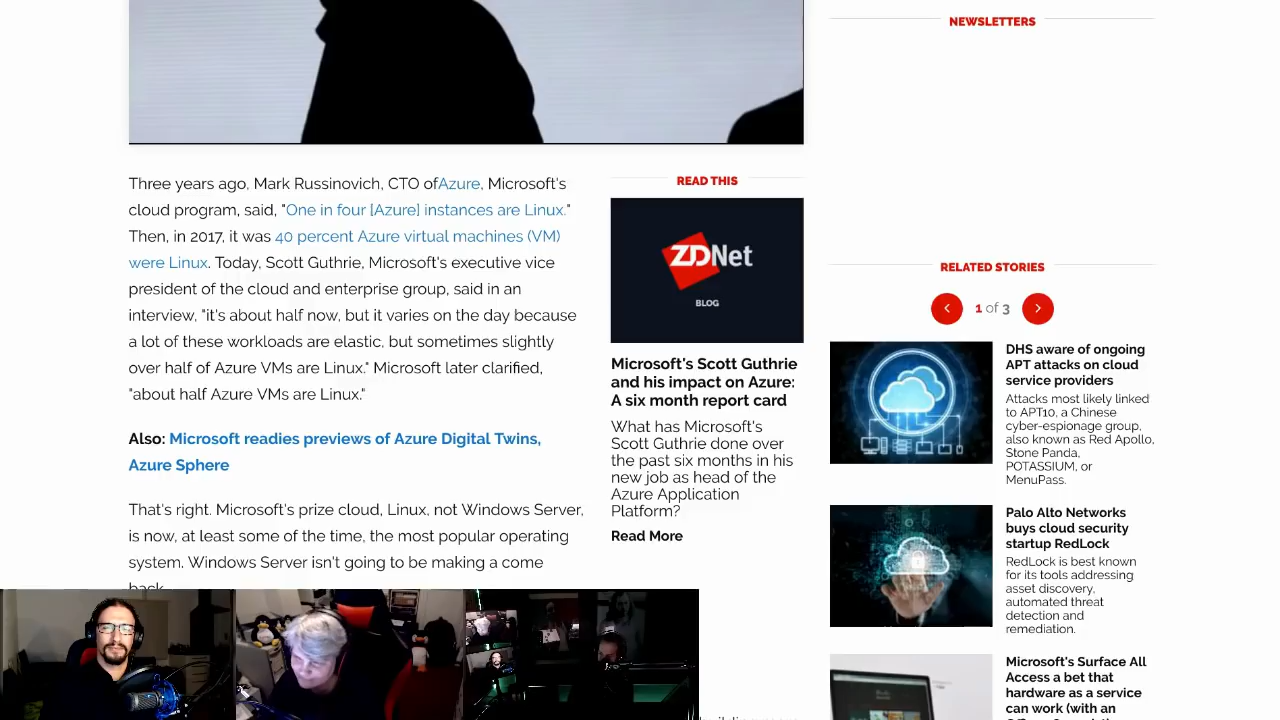 Three years ago, Mark Russinovich, CTO ofAzure, Microsoft's
cloud program, said, "One in four [Azure] instances are Linux."
Then, in 2017, it was 40 percent Azure virtual machines (VM)
were Linux. Today, Scott Guthrie, Microsoft's executive vice
president of the cloud and enterprise group, said in an
interview, "it's about half now, but it varies on the day because
a lot of these workloads are elastic, but sometimes slightly
over half of Azure VMs are Linux." Microsoft later clarified,
"about half Azure VMs are Linux."
Also: Microsoft readies previews of Azure Digital Twins,
Azure Sphere
That's right. Microsoft's prize cloud, Linux, not Windows Server,
is now, at least some of the time, the most popular operating
system. Windows Server isn't going to be making a come
back.
READ THIS
ZDNet
BLOG
Microsoft's Scott Guthrie
and his impact on Azure:
A six month report card
What has Microsoft's
Scott Guthrie done over
the past six months in his
new job as head of the
Azure Application
Platform?
Read More
NEWSLETTERS
RELATED STORIES
1 of 3
DHS aware of ongoing
APT attacks on cloud
service providers
Attacks most likely linked
to APT10, a Chinese
cyber-espionage group,
also known as Red Apollo,
Stone Panda,
POTASSIUM, or
MenuPass.
Palo Alto Networks
buys cloud security
startup RedLock
RedLock is best known
for its tools addressing
asset discovery,
automated threat
detection and
remediation.
Microsoft's Surface All
Access a bet that
hardware as a service
can work (with an